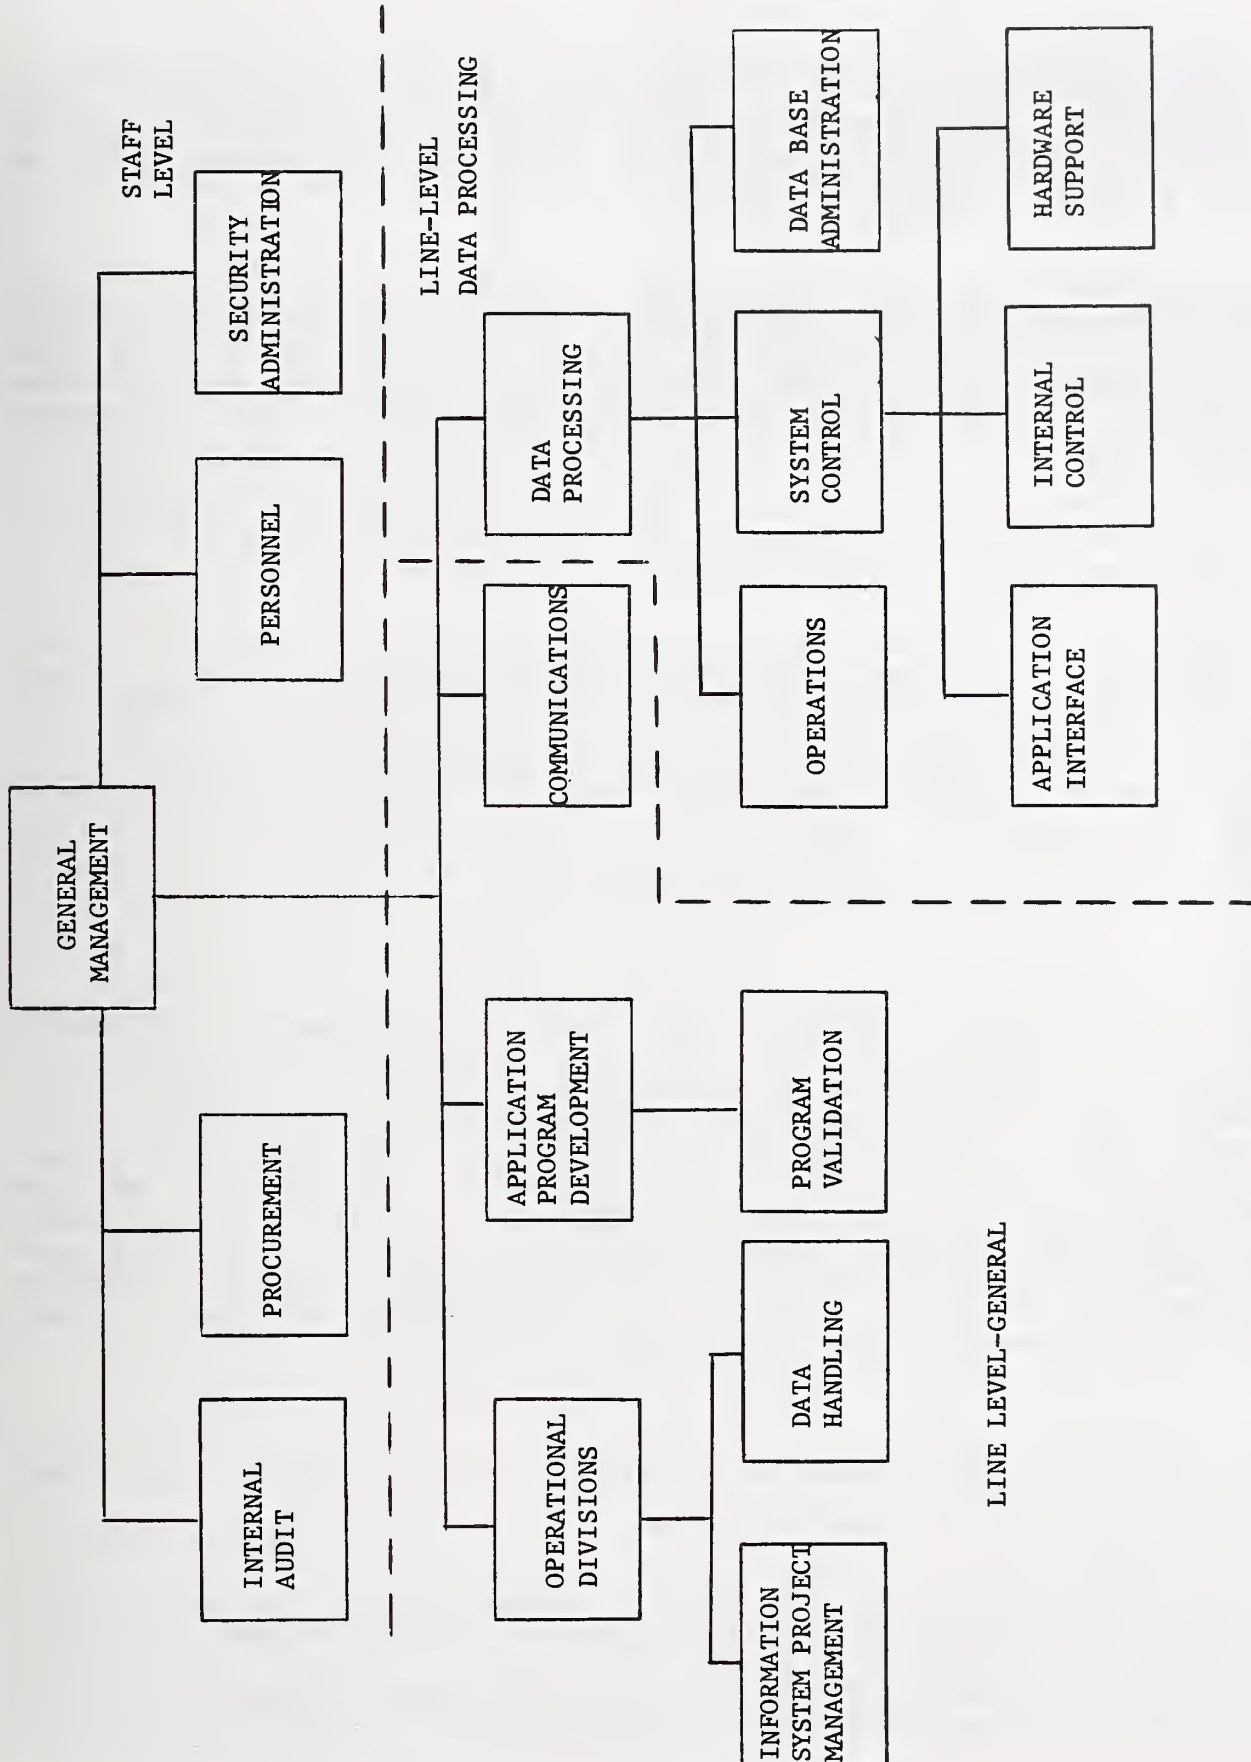 GENERAL
MANAGEMENT
STAFF
LEVEL
INTERNAL
AUDIT
PROCUREMENT
PERSONNEL
SECURITY
ADMINISTRATION
LINE-LEVEL
DATA PROCESSING
OPERATIONAL
DIVISIONS
APPLICATION
PROGRAM
DEVELOPMENT
COMMUNICATIONS
DATA
PROCESSING
INFORMATION
SYSTEM PROJECT
MANAGEMENT
DATA
HANDLING
PROGRAM
VALIDATION
OPERATIONS
SYSTEM
CONTROL
DATA BASE
ADMINISTRATION
LINE LEVEL-GENERAL
APPLICATION
INTERFACE
INTERNAL
CONTROL
HARDWARE
SUPPORT